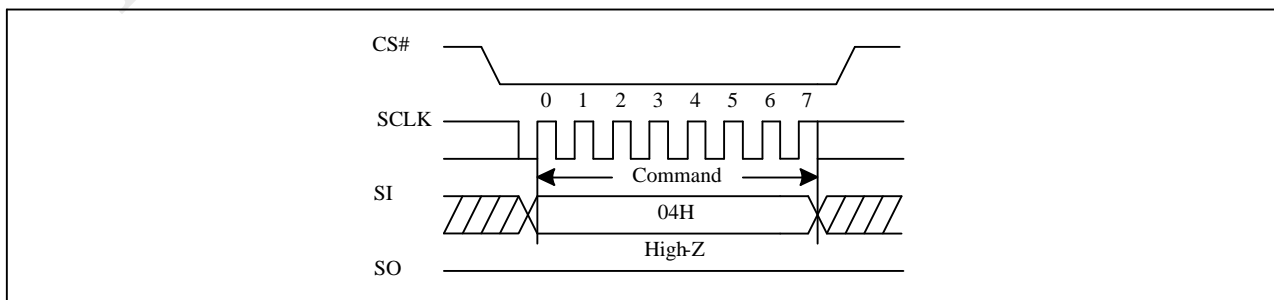 CS#
0 1 2 3 4 5 6 7
SCLK
Command
SI
04H
High-Z
SO